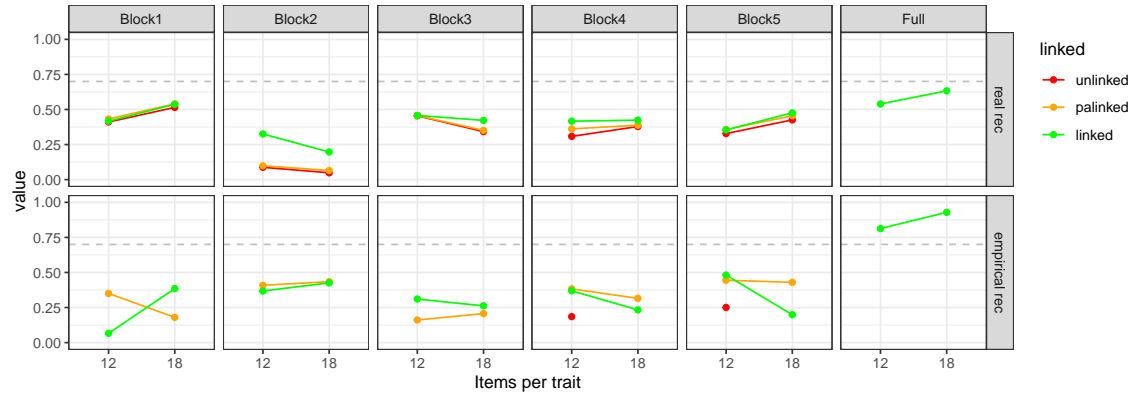 Block1 Block2 Block3 Block4 Block5 Full
1.00
0.75
0.50
0.25
0.00
real rec
1.00
0.75
0.50
0.25
0.00
empirical rec
value
12 18 12 18 12 18 12 18 12 18 12 18
Items per trait
linked
unlinked
palinked
linked